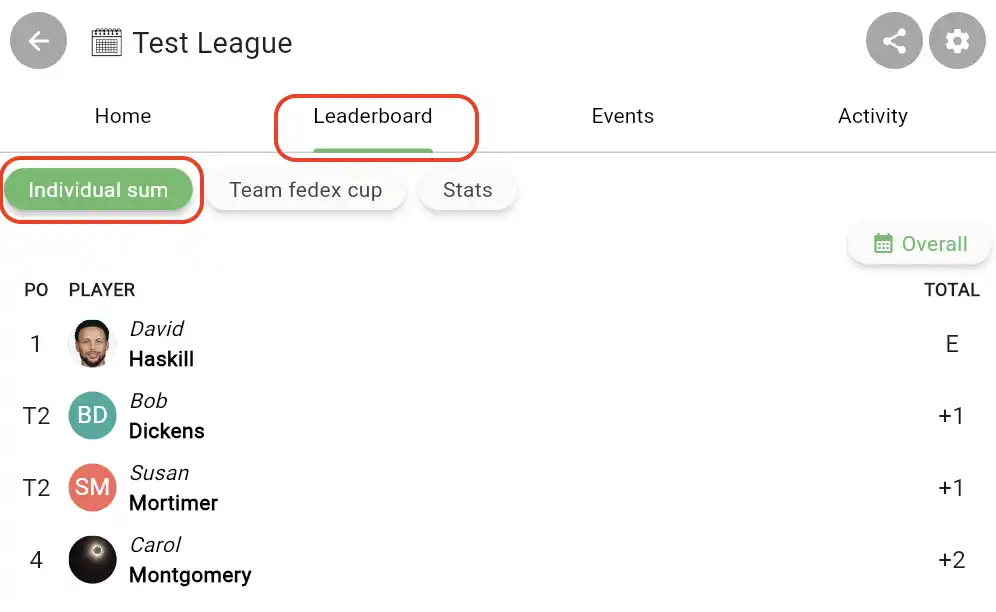 Test League
Home Leaderboard Events Activity
Individual sum Team fedex cup Stats
Overall
PO PLAYER TOTAL
1 David Haskill E
T2 BD Bob Dickens +1
T2 SM Susan Mortimer +1
4 Carol Montgomery +2